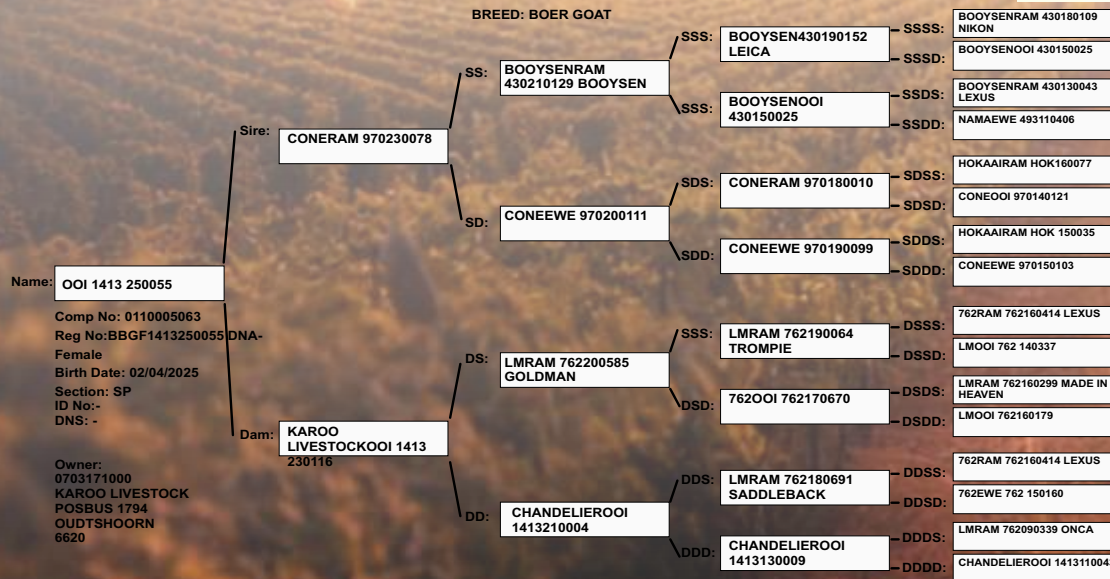 BREED: BOER GOAT
Name:
OOI 1413 250055
Comp No: 0110005063
Reg No:BBGF1413250055 DNA-
Female
Birth Date: 02/04/2025
Section: SP
ID No:-
DNS: -
Owner:
0703171000
KAROO LIVESTOCK
POSBUS 1794
OUDTSHOORN
6620
Sire:
CONERAM 970230078
Dam:
KAROO
LIVESTOCKOOI 1413
230116
SS:
BOOYSENRAM
430210129 BOOYSEN
SD:
CONEEWE 970200111
DS:
LMRAM 762200585
GOLDMAN
DD:
CHANDELIEROOI
1413210004
SSS:
BOOYSEN430190152
LEICA
SSS:
BOOYSENOOI
430150025
SDS:
CONERAM 970180010
SDD:
CONEEWE 970190099
SSS:
LMRAM 762190064
TROMPIE
DSD:
762OOI 762170670
DDS:
LMRAM 762180691
SADDLEBACK
DDD:
CHANDELIEROOI
1413130009
SSSS:
BOOYSENRAM 430180109
NIKON
SSSD:
BOOYSENOOI 430150025
SSDS:
BOOYSENRAM 430130043
LEXUS
SSDD:
NAMAEWE 493110406
SDSS:
HOKAAIRAM HOK160077
SDSD:
CONEOOI 970140121
SDDS:
HOKAAIRAM HOK 150035
SDDD:
CONEEWE 970150103
DSSS:
762RAM 762160414 LEXUS
DSSD:
LMOOI 762 140337
DSDS:
LMRAM 762160299 MADE IN
HEAVEN
DSDD:
LMOOI 762160179
DDSS:
762RAM 762160414 LEXUS
DDSD:
762EWE 762 150160
DDDS:
LMRAM 762090339 ONCA
DDDD:
CHANDELIEROOI 141311004